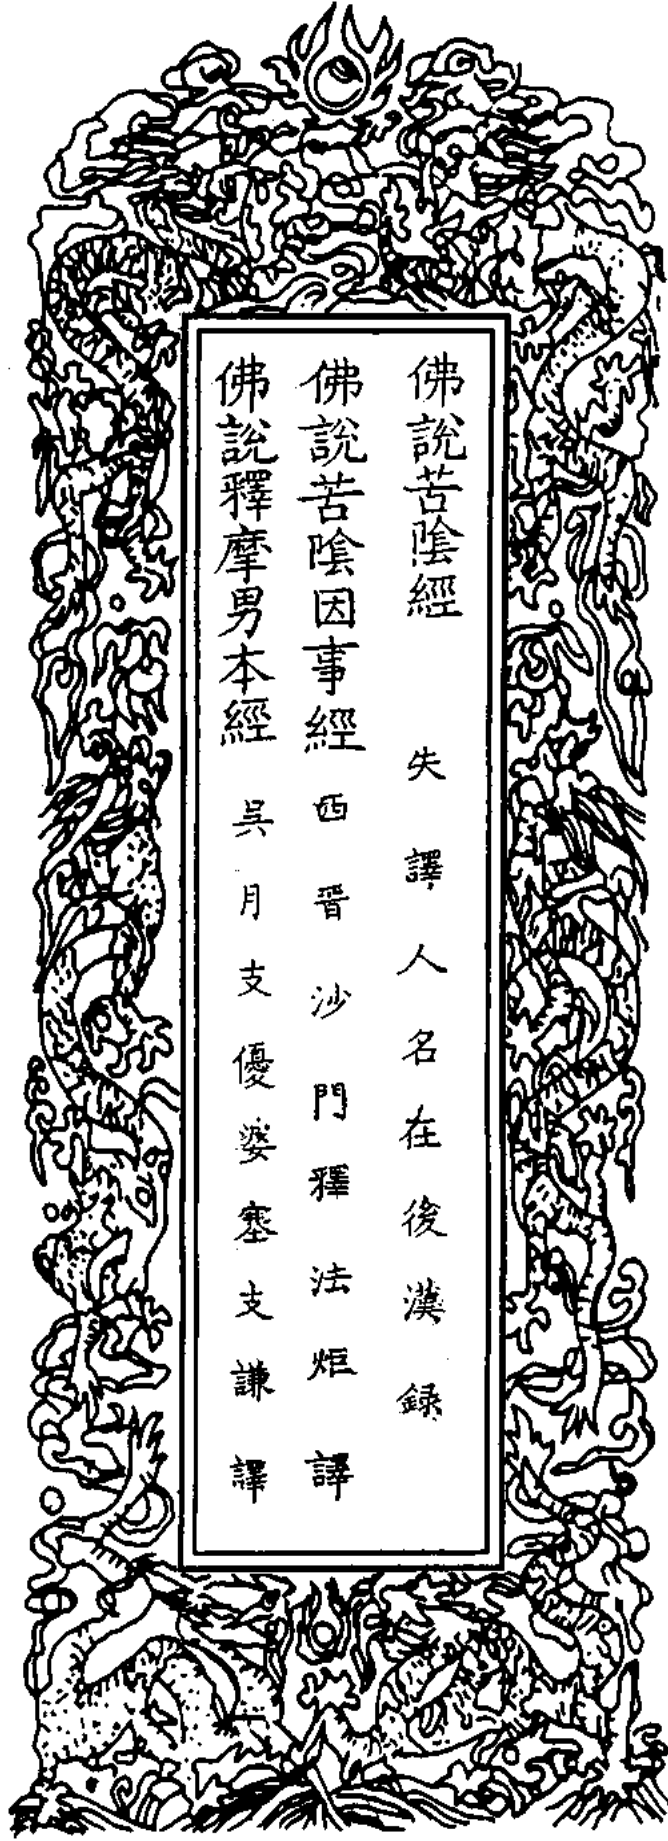 佛說苦陰經 失譯人名在後漢録
佛說苦陰因事經 西晉沙門釋法炬譯
佛說釋摩男本經 吳月支優婆塞支謙譯